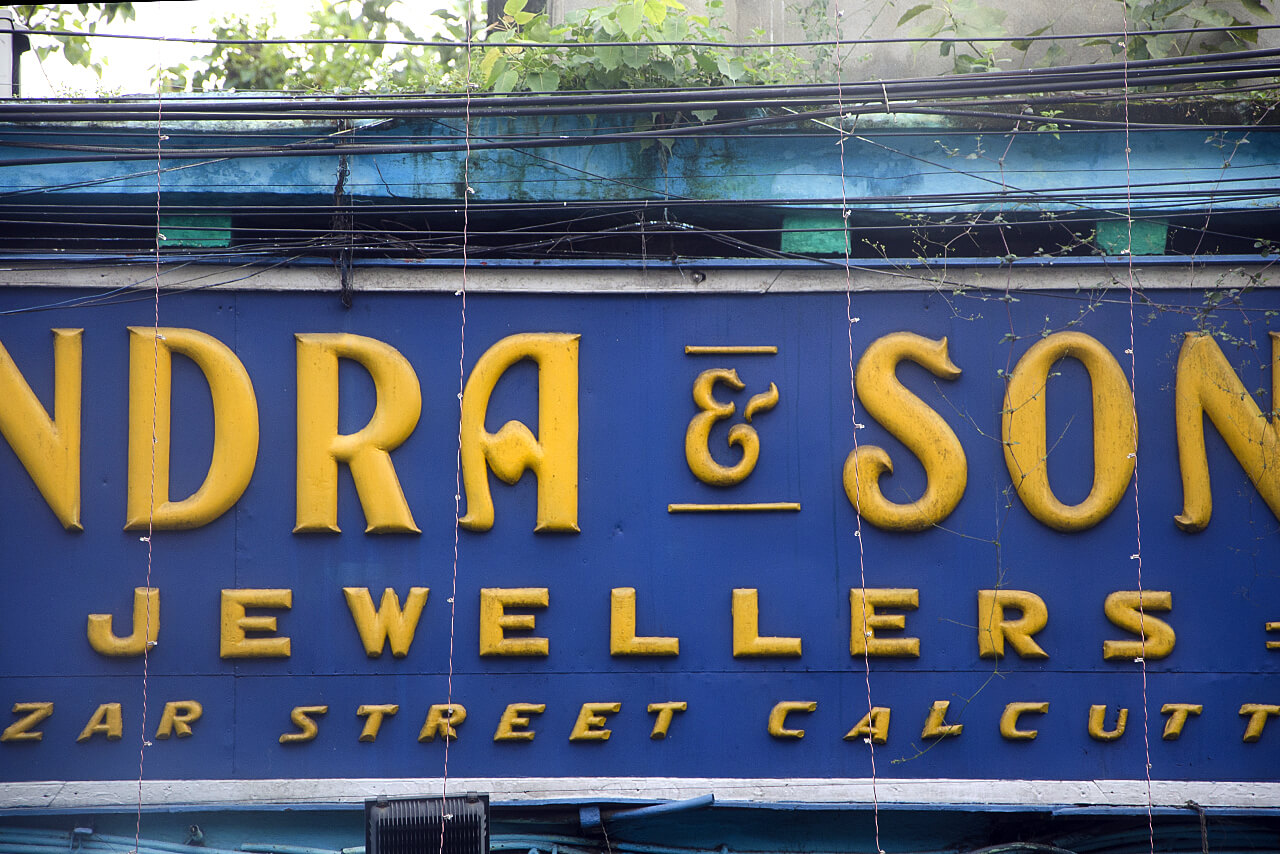 NDRA & SON
JEWELLERS
ZAR STREET CALCUTT